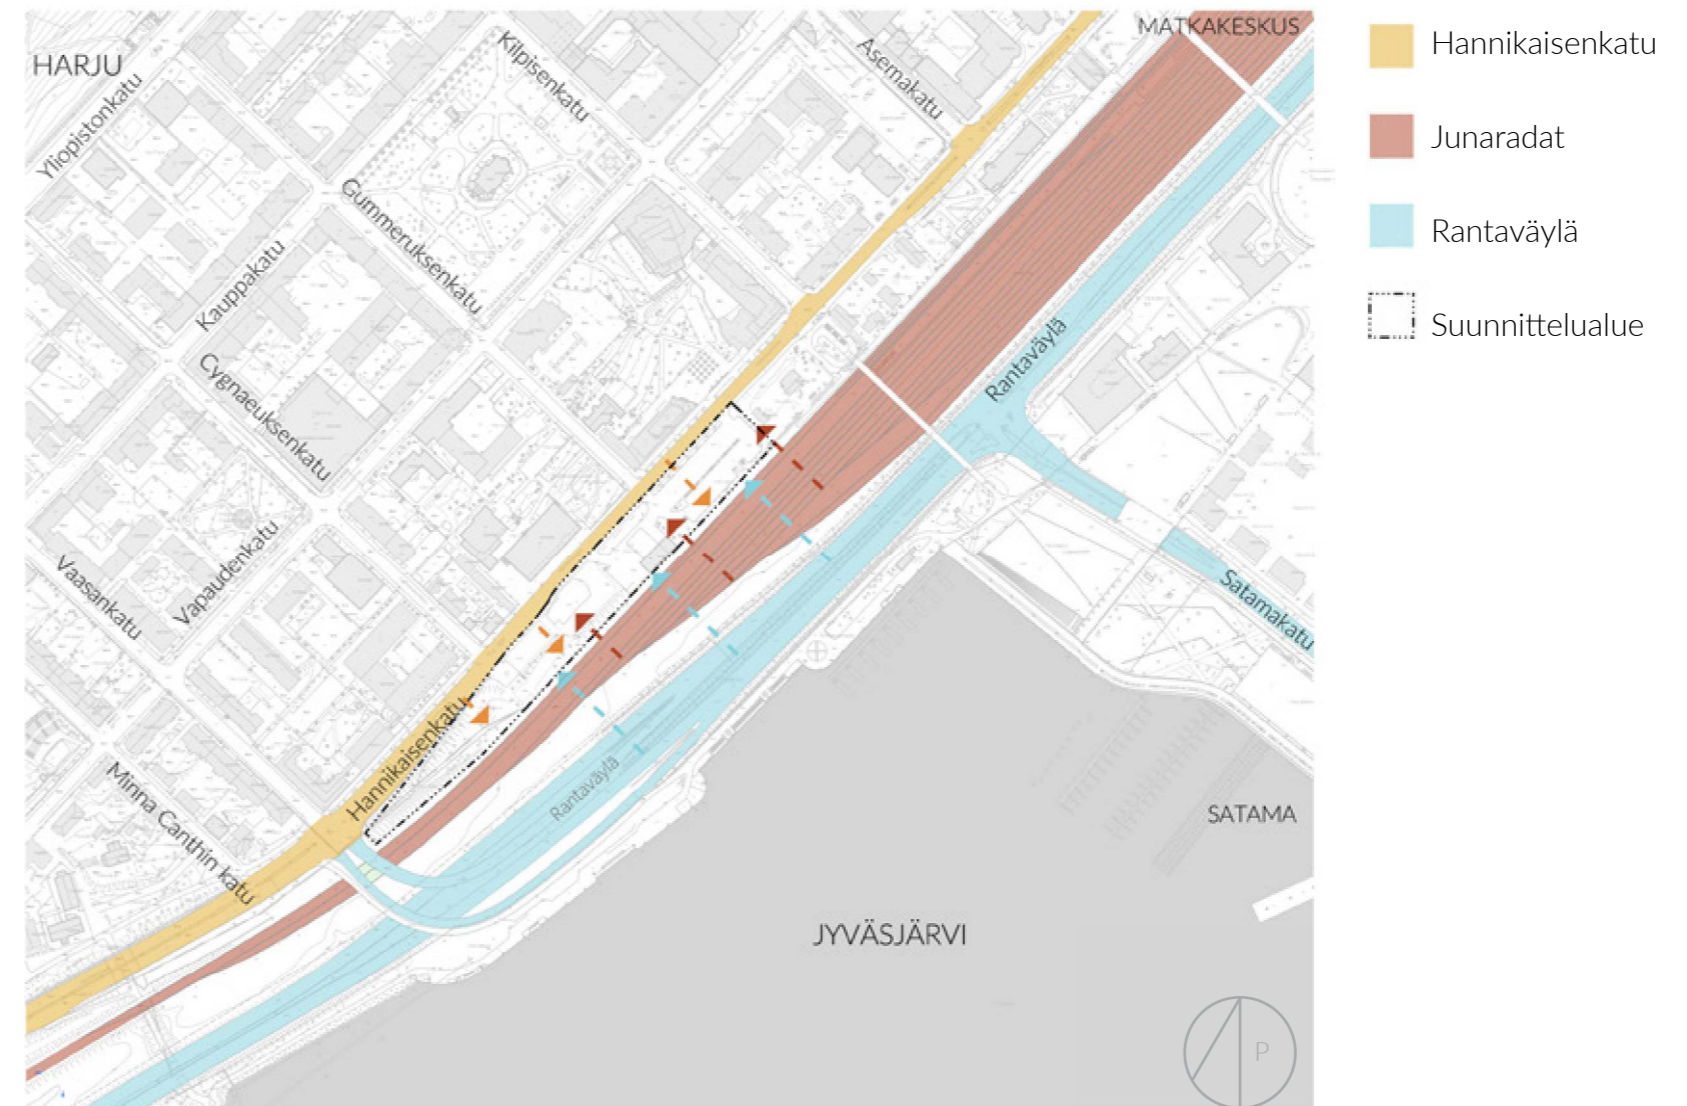 HARJU
Yliopistonkatu
Kilpisenkatu
Asemakatu
MATKAKESKUS
Hannikaisenkatu
Junaradat
Rantaväylä
Suunnittelualue
Gummeruksenkatu
Kauppakatu
Cygnaeuksenkatu
Rantaväylä
Vaasankatu
Vapaudenkatu
Satamakatu
Hannikaisenkatu
Minna Canthin katu
Rantaväylä
SATAMA
JYVÄSJÄRVI
P